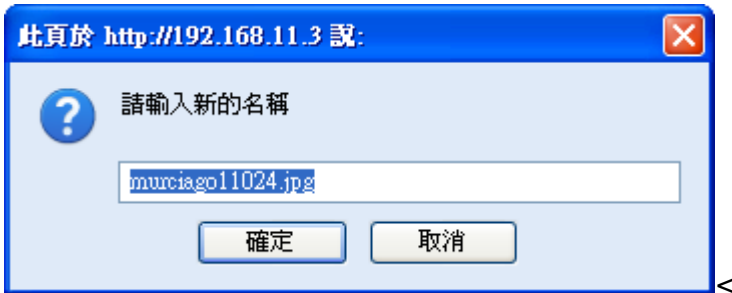 此頁於 http://192.168.11.3 說:
請輸入新的名稱
murciago11024.jpg
確定 取消
<